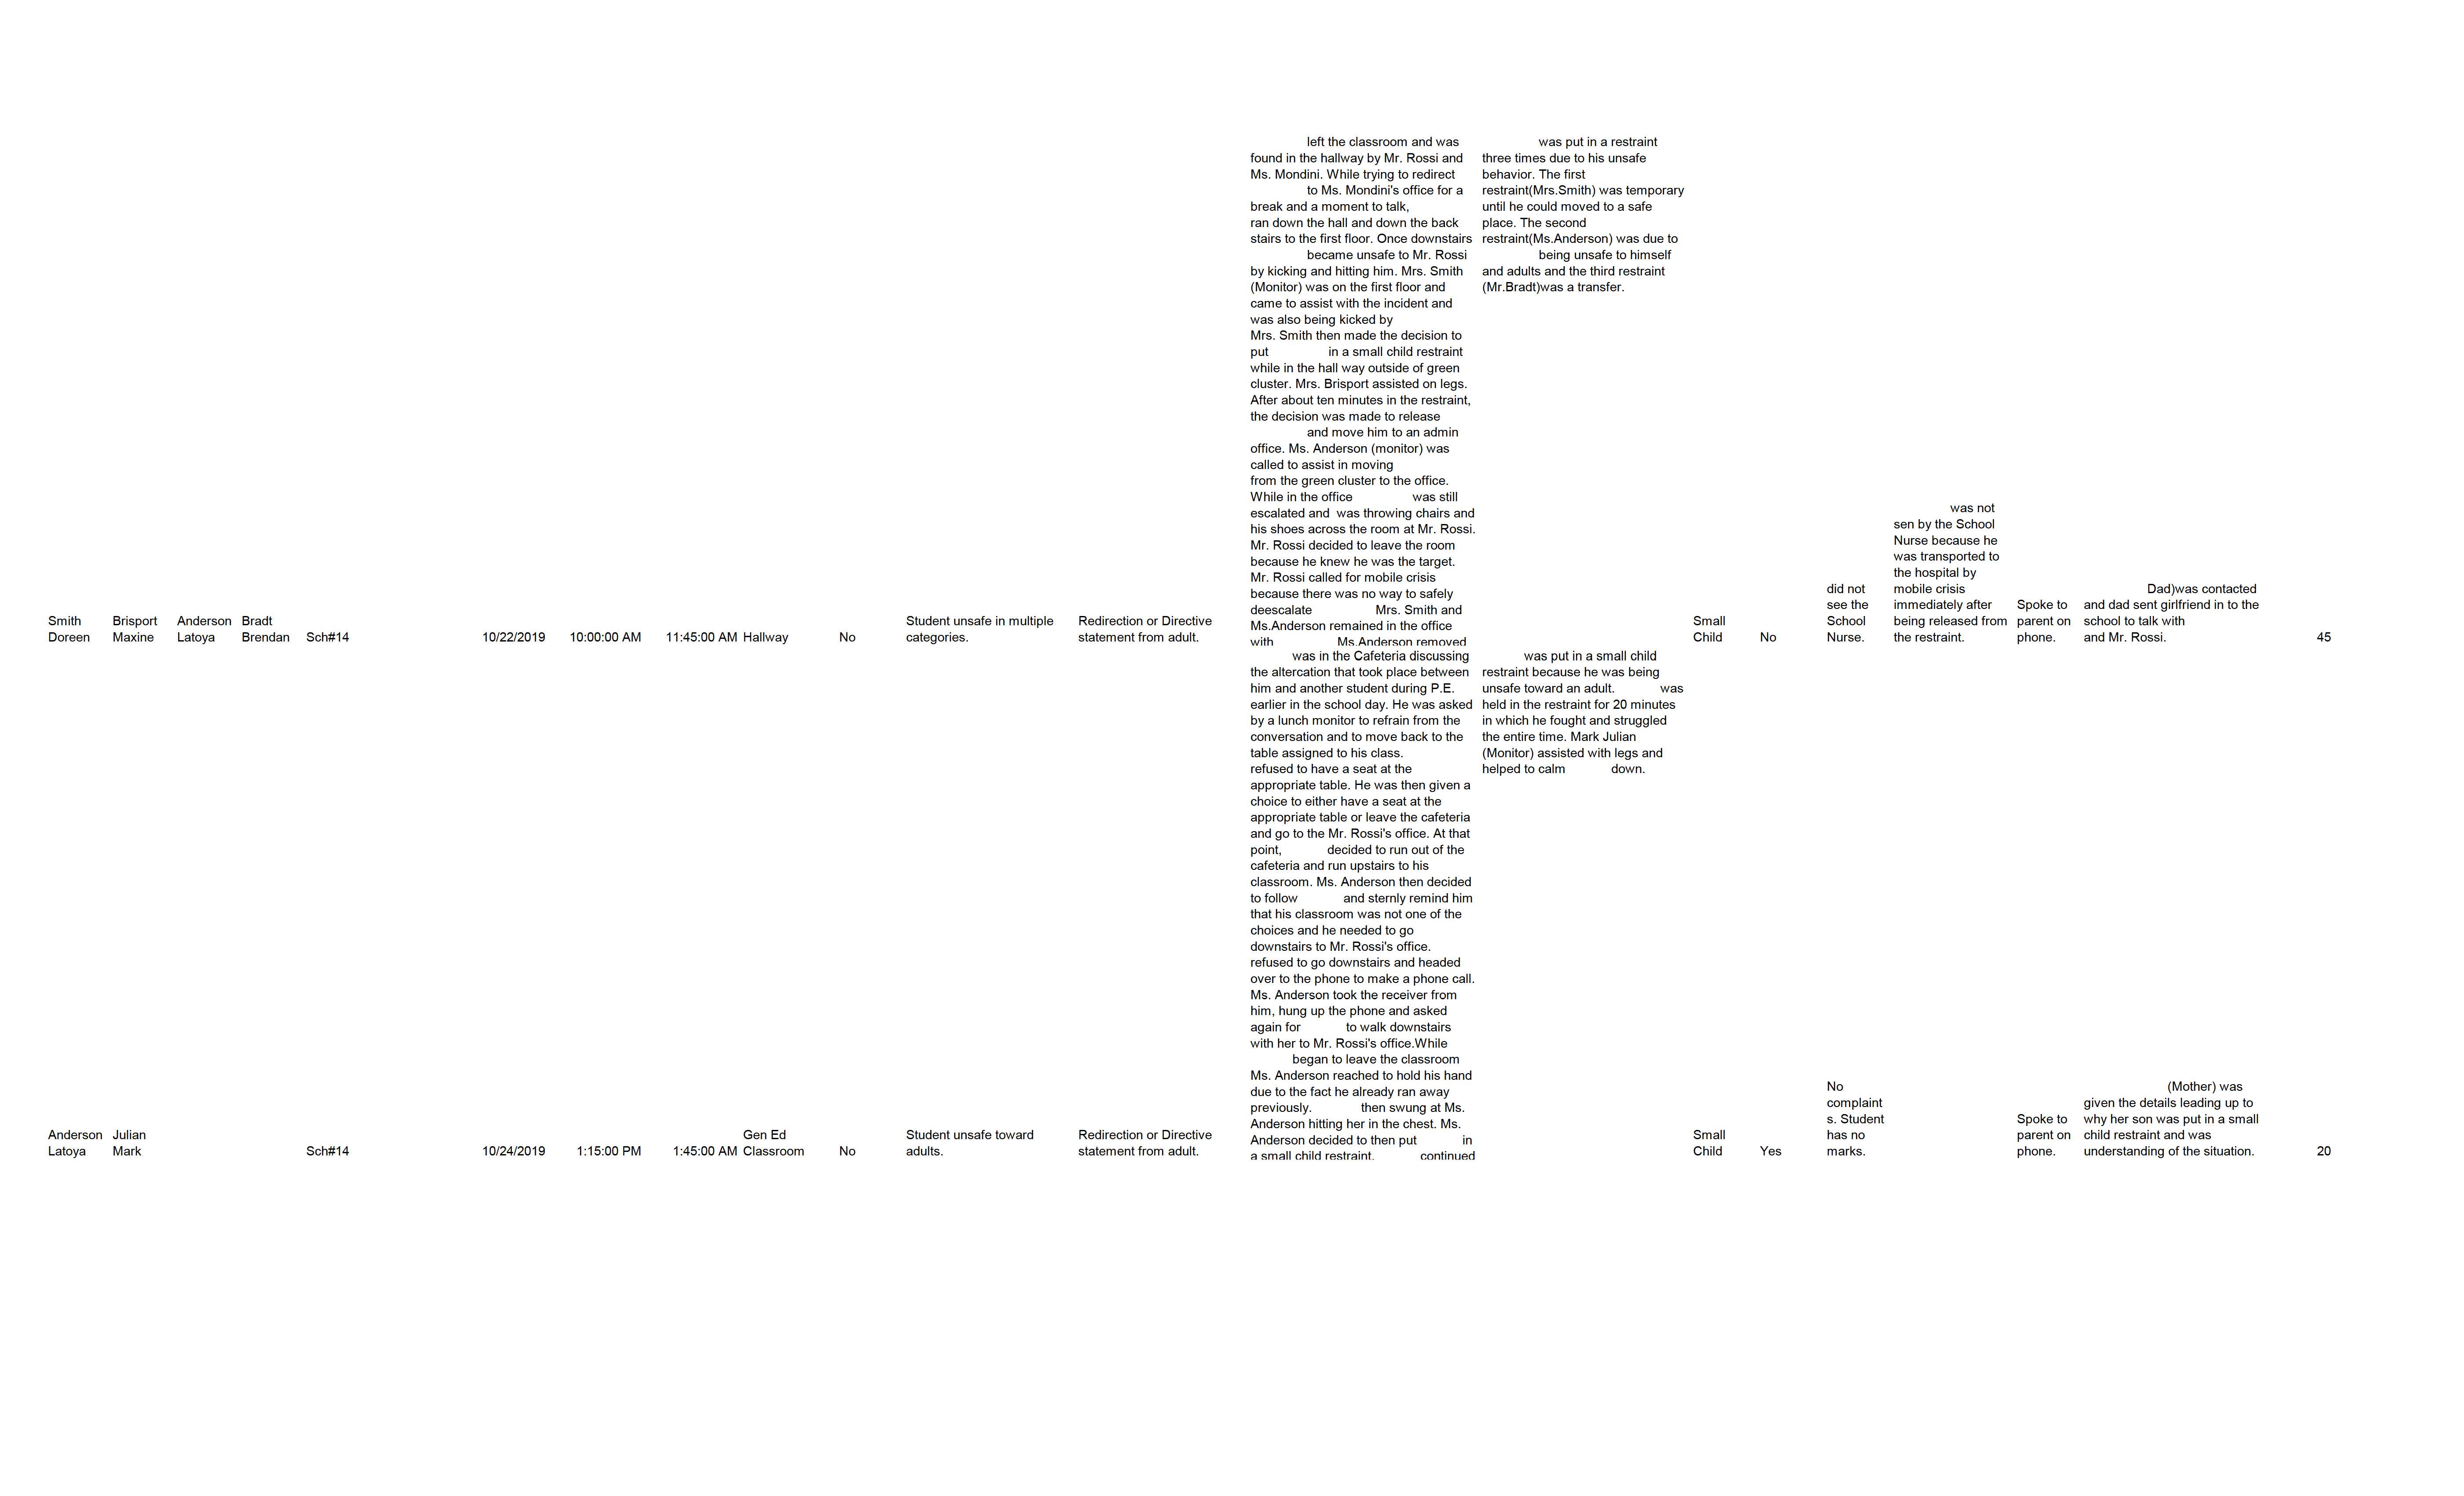 left the classroom and was
found in the hallway by Mr. Rossi and
Ms. Mondini. While trying to redirect
to Ms. Mondini's office for a
break and a moment to talk,
ran down the hall and down the back
stairs to the first floor. Once downstairs
became unsafe to Mr. Rossi
by kicking and hitting him. Mrs. Smith
(Monitor) was on the first floor and
came to assist with the incident and
was also being kicked by
Mrs. Smith then made the decision to
put in a small child restraint
while in the hall way outside of green
cluster. Mrs. Brisport assisted on legs.
After about ten minutes in the restraint,
the decision was made to release
and move him to an admin
office. Ms. Anderson (monitor) was
called to assist in moving
from the green cluster to the office.
While in the office was still
escalated and was throwing chairs and
his shoes across the room at Mr. Rossi.
Mr. Rossi decided to leave the room
because he knew he was the target.
Mr. Rossi called for mobile crisis
because there was no way to safely
deescalate Mrs. Smith and
Ms.Anderson remained in the office
with Ms.Anderson removed
was put in a restraint
three times due to his unsafe
behavior. The first
restraint(Mrs.Smith) was temporary
until he could moved to a safe
place. The second
restraint(Ms.Anderson) was due to
being unsafe to himself
and adults and the third restraint
(Mr.Bradt)was a transfer.
Smith
Doreen
Brisport
Maxine
Anderson
Latoya
Bradt
Brendan
Sch#14
10/22/2019
10:00:00 AM
11:45:00 AM
Hallway
No
Student unsafe in multiple
categories.
Redirection or Directive
statement from adult.
Small
Child
No
did not
see the
School
Nurse.
was not
sen by the School
Nurse because he
was transported to
the hospital by
mobile crisis
immediately after
being released from
the restraint.
Spoke to
parent on
phone.
Dad)was contacted
and dad sent girlfriend in to the
school to talk with
and Mr. Rossi.
45
was in the Cafeteria discussing
the altercation that took place between
him and another student during P.E.
earlier in the school day. He was asked
by a lunch monitor to refrain from the
conversation and to move back to the
table assigned to his class.
refused to have a seat at the
appropriate table. He was then given a
choice to either have a seat at the
appropriate table or leave the cafeteria
and go to the Mr. Rossi's office. At that
point, decided to run out of the
cafeteria and run upstairs to his
classroom. Ms. Anderson then decided
to follow and sternly remind him
that his classroom was not one of the
choices and he needed to go
downstairs to Mr. Rossi's office.
refused to go downstairs and headed
over to the phone to make a phone call.
Ms. Anderson took the receiver from
him, hung up the phone and asked
again for to walk downstairs
with her to Mr. Rossi's office.While
began to leave the classroom
Ms. Anderson reached to hold his hand
due to the fact he already ran away
previously. then swung at Ms.
Anderson hitting her in the chest. Ms.
Anderson decided to then put in
a small child restraint. continued
was put in a small child
restraint because he was being
unsafe toward an adult. was
held in the restraint for 20 minutes
in which he fought and struggled
the entire time. Mark Julian
(Monitor) assisted with legs and
helped to calm down.
Anderson
Latoya
Julian
Mark
Sch#14
10/24/2019
1:15:00 PM
1:45:00 AM
Gen Ed
Classroom
No
Student unsafe toward
adults.
Redirection or Directive
statement from adult.
Small
Child
Yes
No
complaint
s. Student
has no
marks.
Spoke to
parent on
phone.
(Mother) was
given the details leading up to
why her son was put in a small
child restraint and was
understanding of the situation.
20